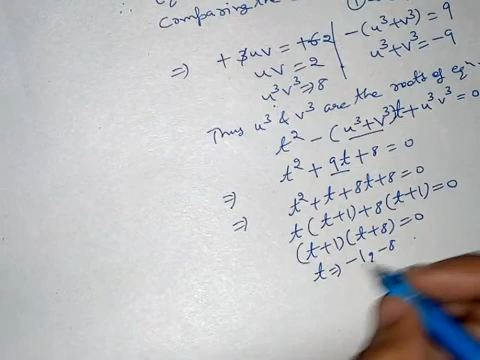 Comparing the
⇒ + 3uv = +6 2 | -(u³+v³) = 9
uv = 2 | u³+v³ = -9
u³v³ ⇒ 8
Thus u³ & v³ are the roots of eqⁿ
t² - (u³+v³)t + u³v³ = 0
t² + 9t + 8 = 0
⇒ t² + t + 8t + 8 = 0
⇒ t(t+1) + 8(t+1) = 0
(t+1)(t+8) = 0
t ⇒ -1, -8